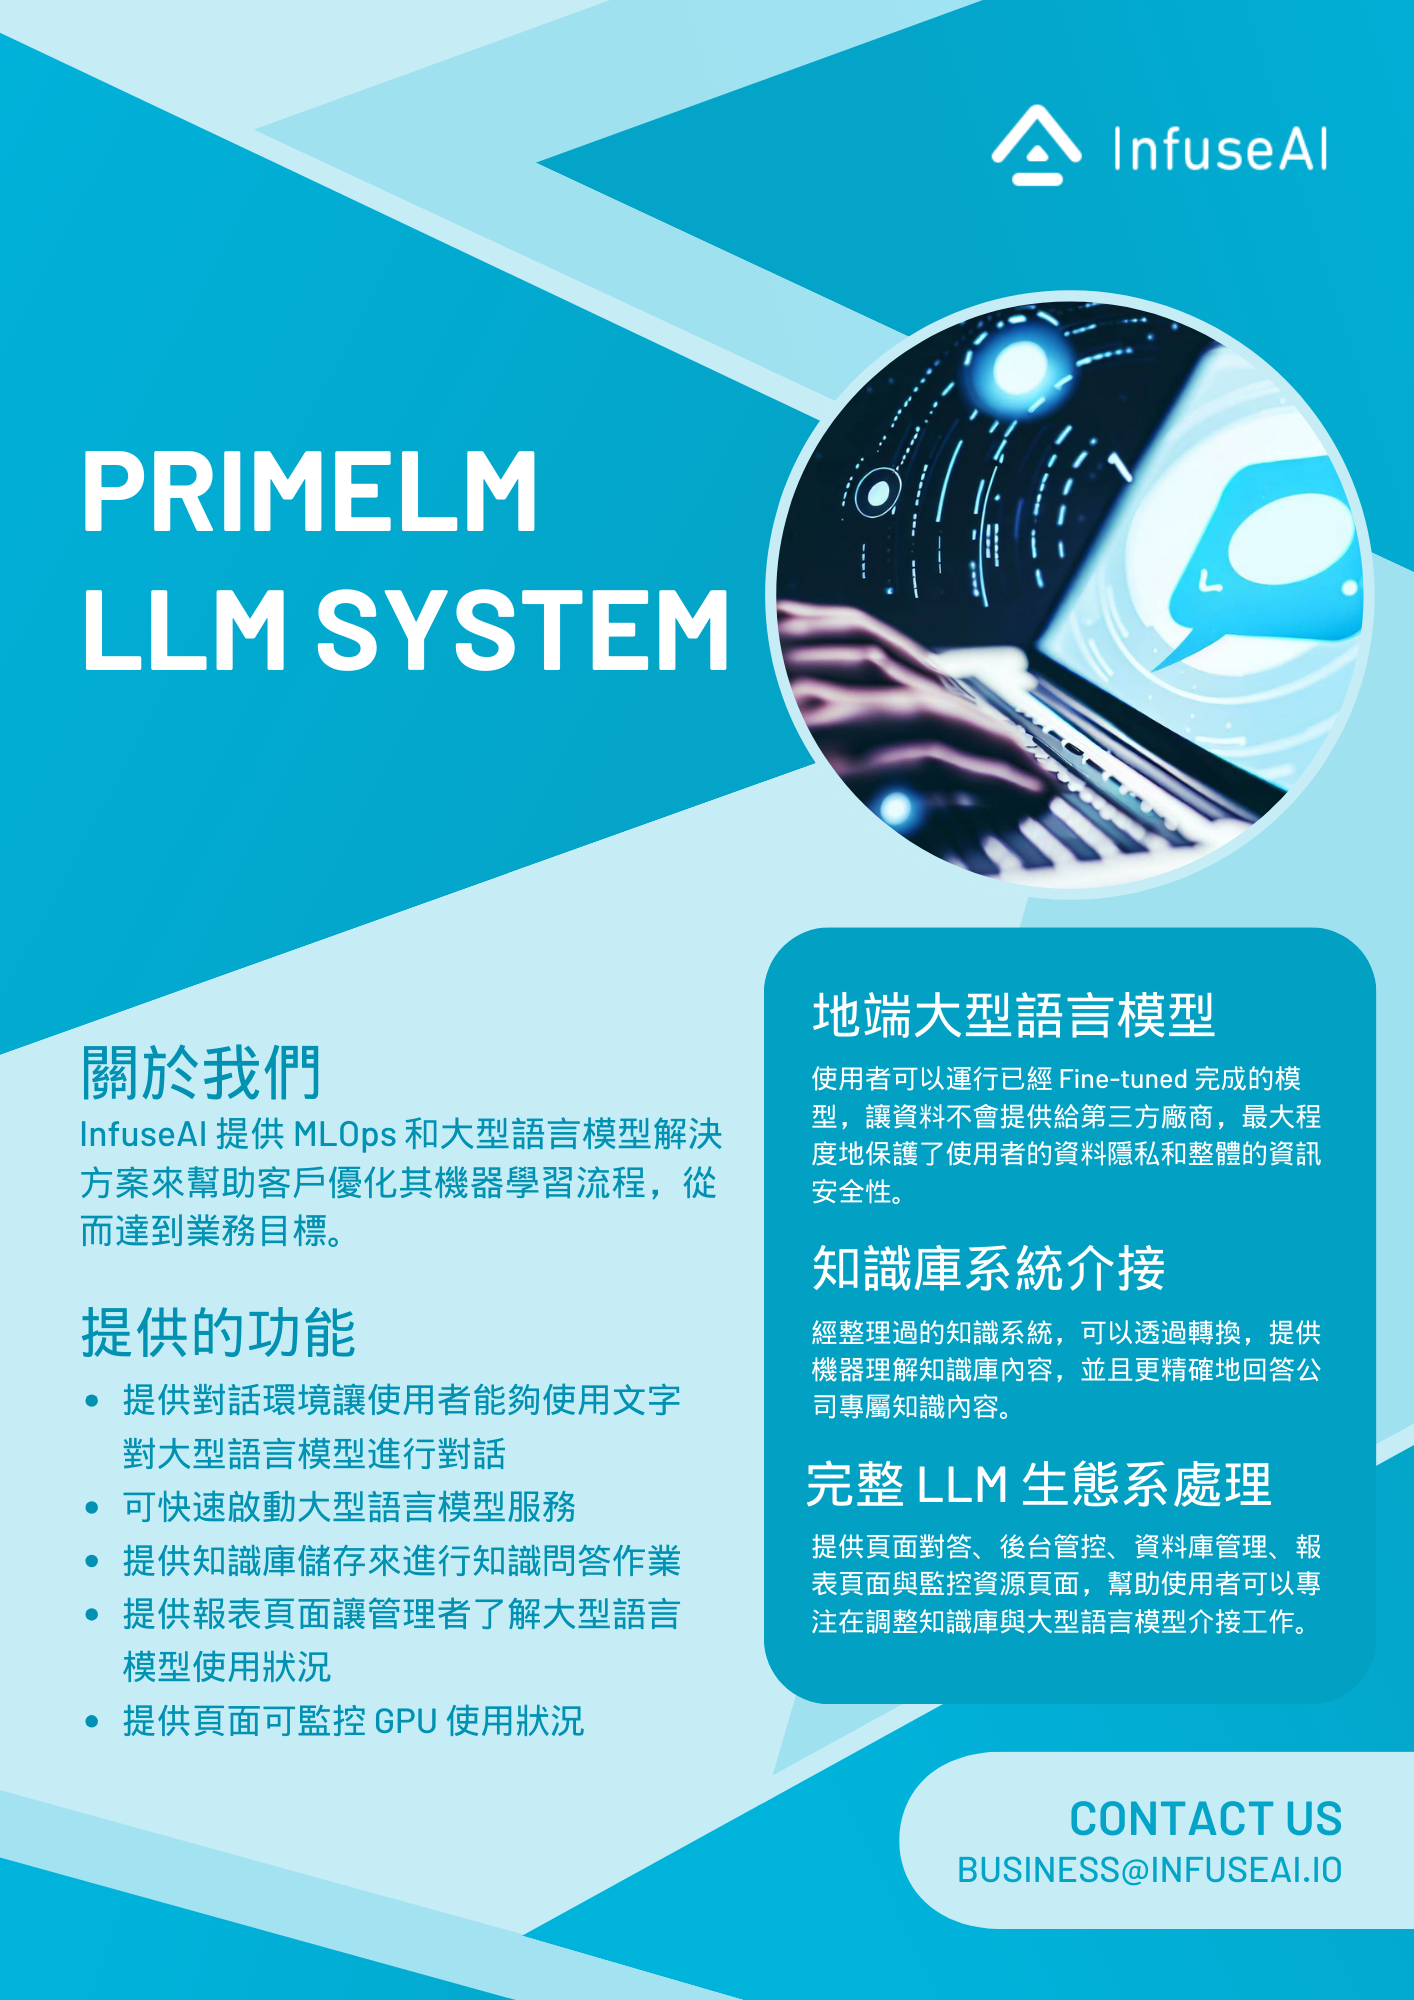 InfuseAI
PRIMELM
LLM SYSTEM
關於我們
InfuseAI 提供 MLOps 和大型語言模型解決
方案來幫助客戶優化其機器學習流程，從
而達到業務目標。
提供的功能
• 提供對話環境讓使用者能夠使用文字
對大型語言模型進行對話
• 可快速啟動大型語言模型服務
• 提供知識庫儲存來進行知識問答作業
• 提供報表頁面讓管理者了解大型語言
模型使用狀況
• 提供頁面可監控 GPU 使用狀況
地端大型語言模型
使用者可以運行已經 Fine-tuned 完成的模
型，讓資料不會提供給第三方廠商，最大程
度地保護了使用者的資料隱私和整體的資訊
安全性。
知識庫系統介接
經整理過的知識系統，可以透過轉換，提供
機器理解知識庫內容，並且更精確地回答公
司專屬知識內容。
完整 LLM 生態系處理
提供頁面對答、後台管控、資料庫管理、報
表頁面與監控資源頁面，幫助使用者可以專
注在調整知識庫與大型語言模型介接工作。
CONTACT US
BUSINESS@INFUSEAI.IO